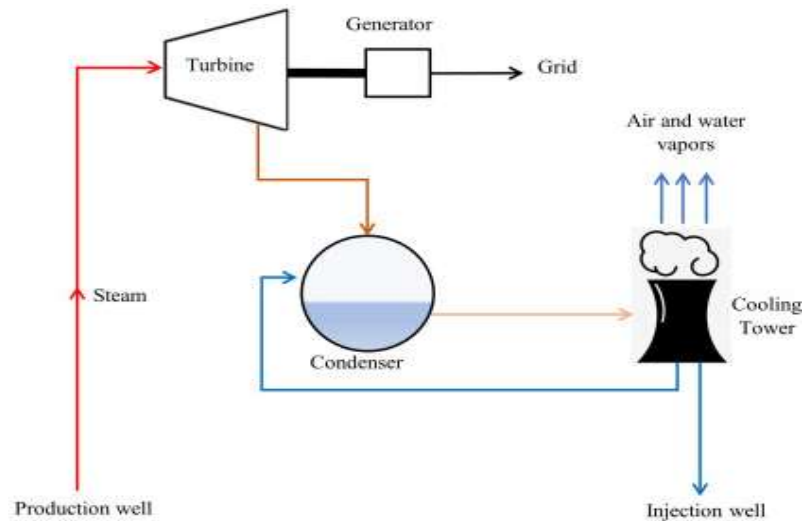 Generator
Turbine
Grid
Air and water
vapors
Steam
Cooling
Tower
Condenser
Production well
Injection well